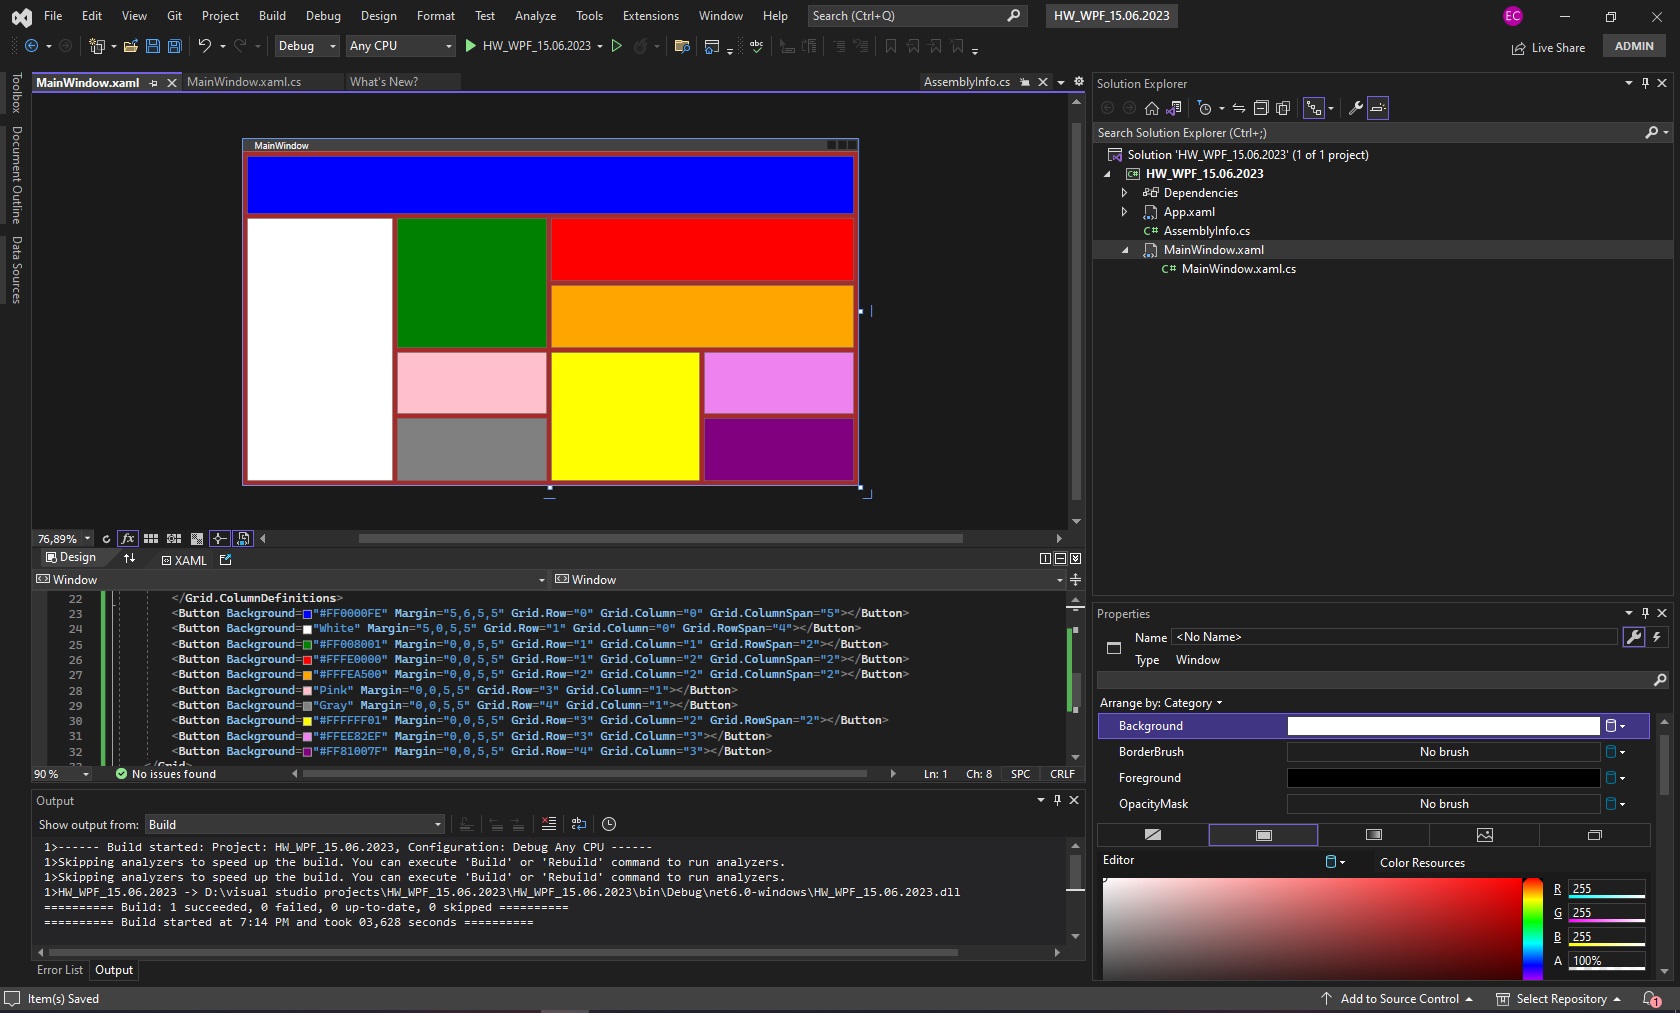 File Edit View Git Project Build Debug Design Format Test Analyze Tools Extensions Window Help Search (Ctrl+Q) HW_WPF_15.06.2023 EC
Debug Any CPU HW_WPF_15.06.2023 Live Share ADMIN
MainWindow.xaml MainWindow.xaml.cs What's New? AssemblyInfo.cs
Toolbox
Document Outline
Data Sources
MainWindow
76,89% fx
Design XAML
Window Window
22 </Grid.ColumnDefinitions>
23 <Button Background="#FF0000FE" Margin="5,6,5,5" Grid.Row="0" Grid.Column="0" Grid.ColumnSpan="5"></Button>
24 <Button Background="White" Margin="5,0,5,5" Grid.Row="1" Grid.Column="0" Grid.RowSpan="4"></Button>
25 <Button Background="#FF008001" Margin="0,0,5,5" Grid.Row="1" Grid.Column="1" Grid.RowSpan="2"></Button>
26 <Button Background="#FFFE0000" Margin="0,0,5,5" Grid.Row="1" Grid.Column="2" Grid.ColumnSpan="2"></Button>
27 <Button Background="#FFFEA500" Margin="0,0,5,5" Grid.Row="2" Grid.Column="2" Grid.ColumnSpan="2"></Button>
28 <Button Background="Pink" Margin="0,0,5,5" Grid.Row="3" Grid.Column="1"></Button>
29 <Button Background="Gray" Margin="0,0,5,5" Grid.Row="4" Grid.Column="1"></Button>
30 <Button Background="#FFFFFF01" Margin="0,0,5,5" Grid.Row="3" Grid.Column="2" Grid.RowSpan="2"></Button>
31 <Button Background="#FFEE82EF" Margin="0,0,5,5" Grid.Row="3" Grid.Column="3"></Button>
32 <Button Background="#FF81007F" Margin="0,0,5,5" Grid.Row="4" Grid.Column="3"></Button>
33 </Grid>
90 % No issues found Ln: 1 Ch: 8 SPC CRLF
Output
Show output from: Build
1>------ Build started: Project: HW_WPF_15.06.2023, Configuration: Debug Any CPU ------
1>Skipping analyzers to speed up the build. You can execute 'Build' or 'Rebuild' command to run analyzers.
1>Skipping analyzers to speed up the build. You can execute 'Build' or 'Rebuild' command to run analyzers.
1>HW_WPF_15.06.2023 -> D:\visual studio projects\HW_WPF_15.06.2023\HW_WPF_15.06.2023\bin\Debug\net6.0-windows\HW_WPF_15.06.2023.dll
========== Build: 1 succeeded, 0 failed, 0 up-to-date, 0 skipped ==========
========== Build started at 7:14 PM and took 03,628 seconds ==========
Error List Output
Solution Explorer
Search Solution Explorer (Ctrl+;)
Solution 'HW_WPF_15.06.2023' (1 of 1 project)
C# HW_WPF_15.06.2023
Dependencies
App.xaml
C# AssemblyInfo.cs
MainWindow.xaml
C# MainWindow.xaml.cs
Properties
Name <No Name>
Type Window
Arrange by: Category
Background
BorderBrush No brush
Foreground
OpacityMask No brush
Editor Color Resources
R 255
G 255
B 255
A 100%
Item(s) Saved Add to Source Control Select Repository 1